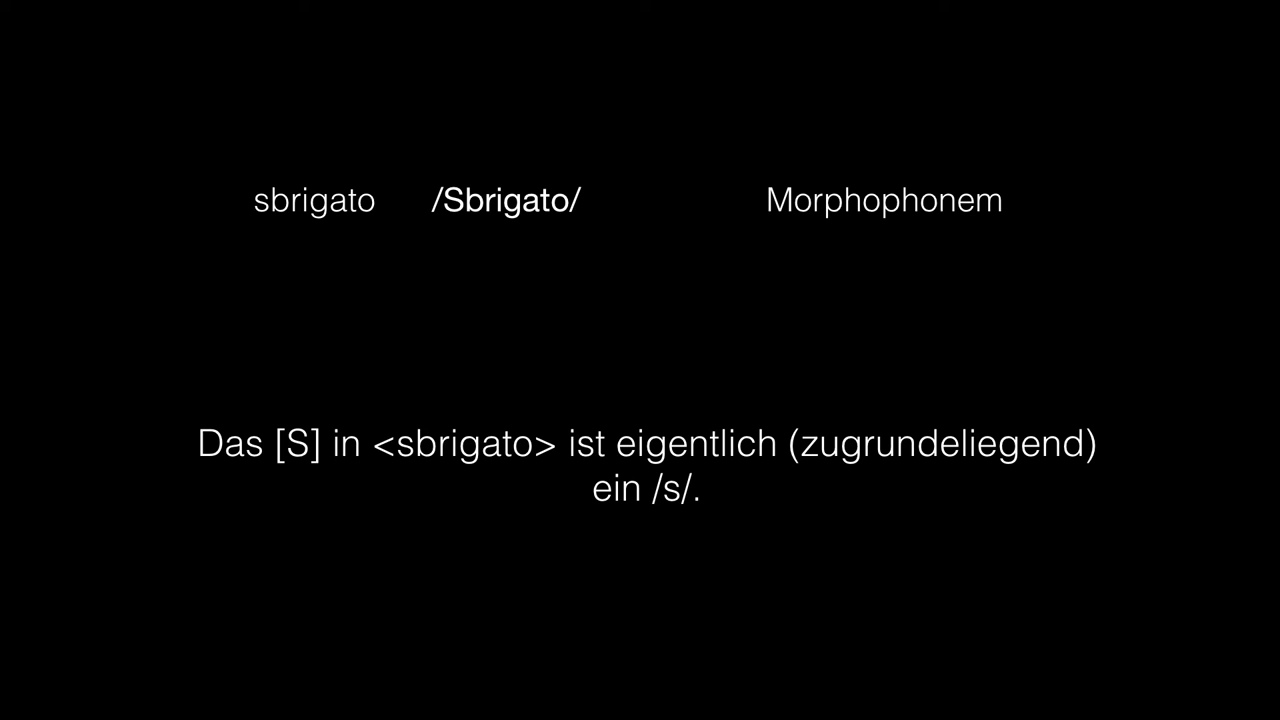 sbrigato /Sbrigato/ Morphophonem
Das [S] in <sbrigato> ist eigentlich (zugrundeliegend)
ein /s/.